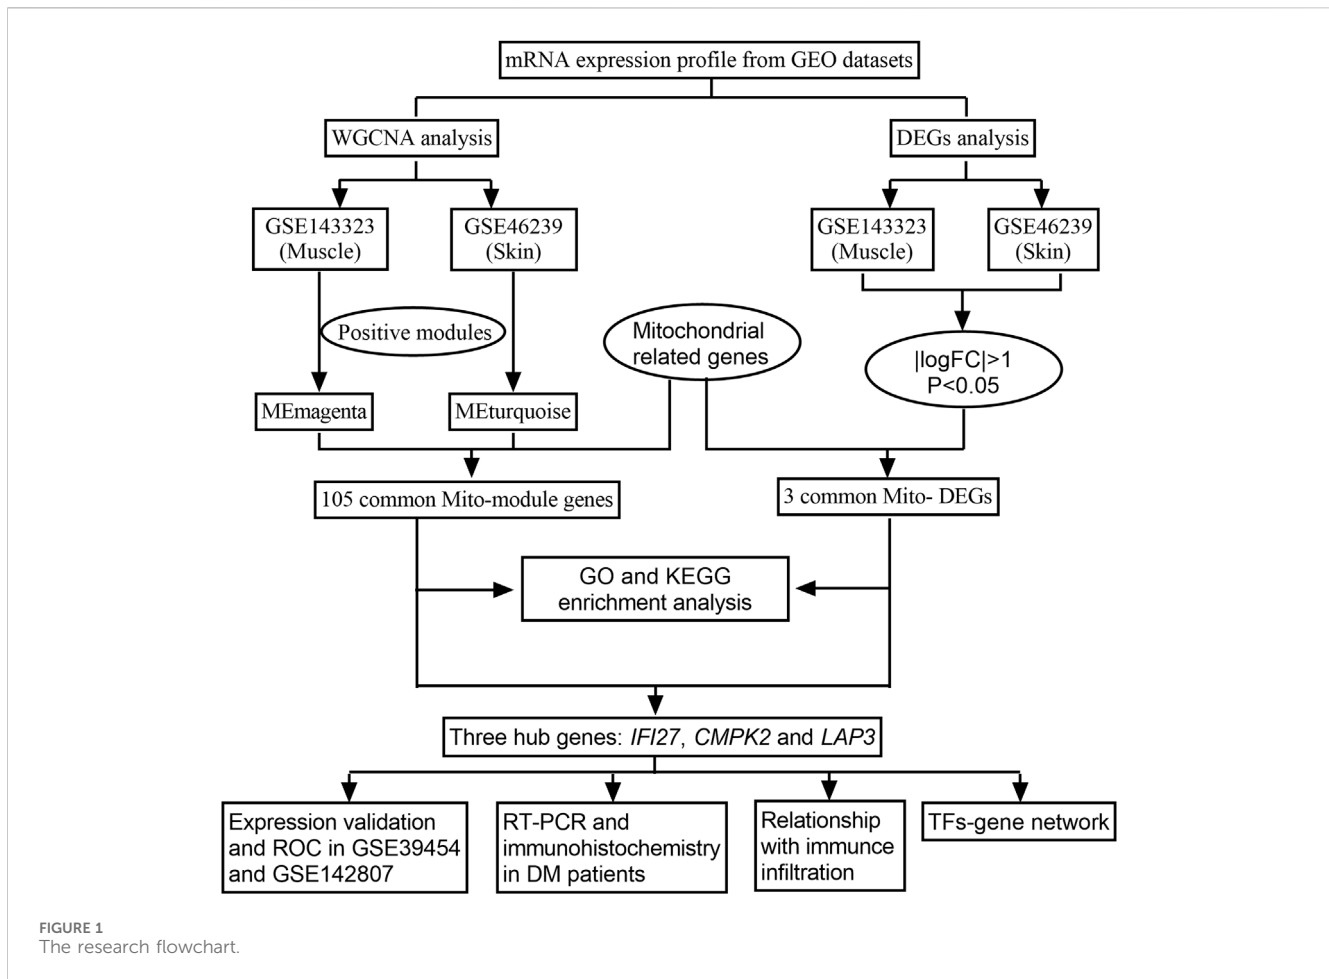 mRNA expression profile from GEO datasets
WGCNA analysis
DEGs analysis
GSE143323
(Muscle)
GSE46239
(Skin)
GSE143323
(Muscle)
GSE46239
(Skin)
Positive modules
Mitochondrial
related genes
|logFC|>1
P<0.05
MEmagenta
MEturquoise
105 common Mito-module genes
3 common Mito- DEGs
GO and KEGG
enrichment analysis
Three hub genes: IFI27, CMPK2 and LAP3
Expression validation
and ROC in GSE39454
and GSE142807
RT-PCR and
immunohistochemistry
in DM patients
Relationship
with immunce
infiltration
TFs-gene network
FIGURE 1
The research flowchart.